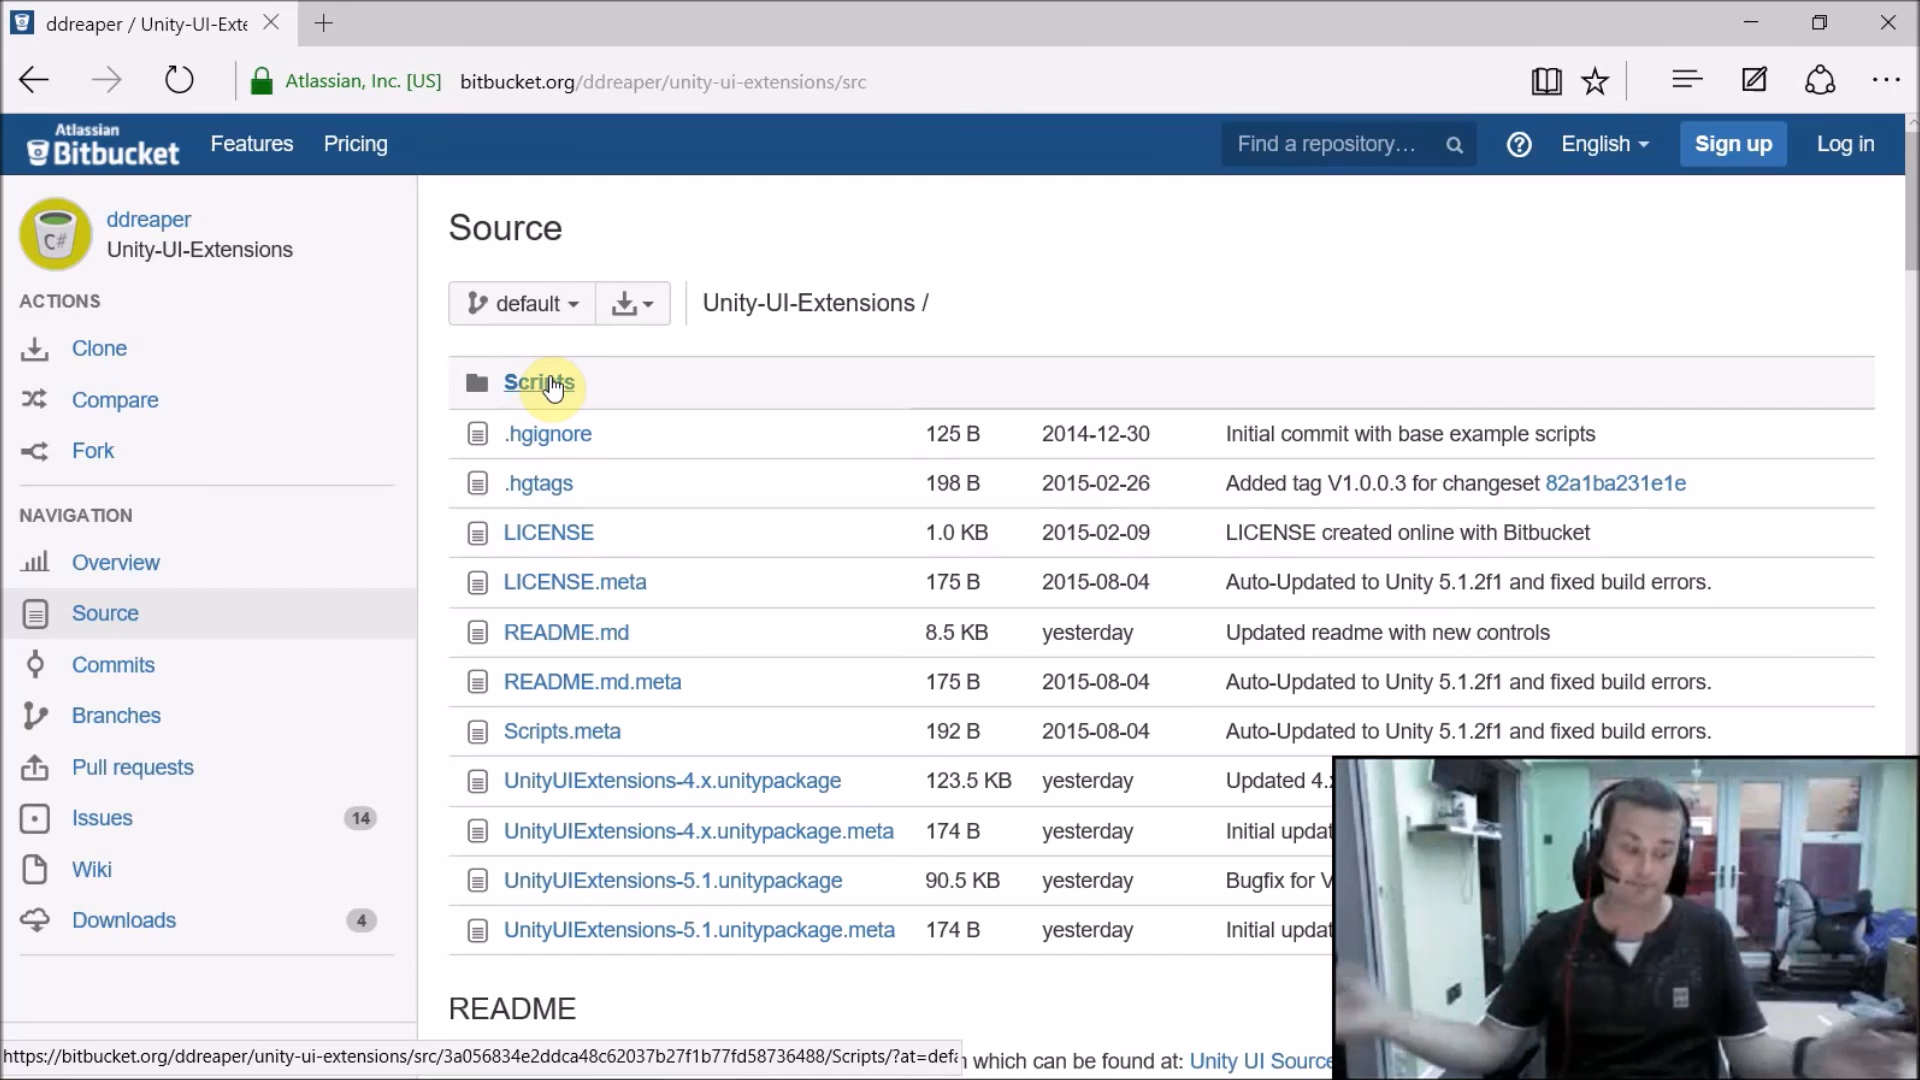 ddreaper / Unity-UI-Exte
Atlassian, Inc. [US] bitbucket.org/ddreaper/unity-ui-extensions/src
Atlassian
Bitbucket
Features Pricing
Find a repository...
English
Sign up
Log in
C#
ddreaper
Unity-UI-Extensions
ACTIONS
Clone
Compare
Fork
NAVIGATION
Overview
Source
Commits
Branches
Pull requests
Issues 14
Wiki
Downloads 4
Source
default
Unity-UI-Extensions /
Scripts
.hgignore 125 B 2014-12-30 Initial commit with base example scripts
.hgtags 198 B 2015-02-26 Added tag V1.0.0.3 for changeset 82a1ba231e1e
LICENSE 1.0 KB 2015-02-09 LICENSE created online with Bitbucket
LICENSE.meta 175 B 2015-08-04 Auto-Updated to Unity 5.1.2f1 and fixed build errors.
README.md 8.5 KB yesterday Updated readme with new controls
README.md.meta 175 B 2015-08-04 Auto-Updated to Unity 5.1.2f1 and fixed build errors.
Scripts.meta 192 B 2015-08-04 Auto-Updated to Unity 5.1.2f1 and fixed build errors.
UnityUIExtensions-4.x.unitypackage 123.5 KB yesterday Updated 4.
UnityUIExtensions-4.x.unitypackage.meta 174 B yesterday Initial updat
UnityUIExtensions-5.1.unitypackage 90.5 KB yesterday Bugfix for V
UnityUIExtensions-5.1.unitypackage.meta 174 B yesterday Initial updat
README
which can be found at: Unity UI Source
https://bitbucket.org/ddreaper/unity-ui-extensions/src/3a056834e2ddca48c62037b27f1b77fd58736488/Scripts/?at=defa